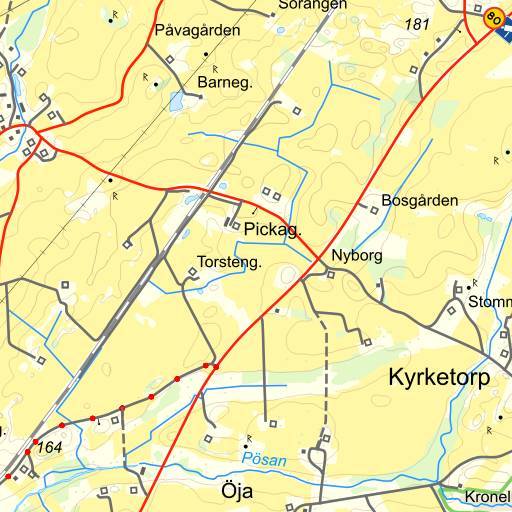 Sörängen
181
80
Påvagården
Barneg.
R
R
R
R
Bosgården
Pickag.
Nyborg
Torsteng.
Stomm
R
Kyrketorp
R
164
R
Pösan
Öja
Kronel